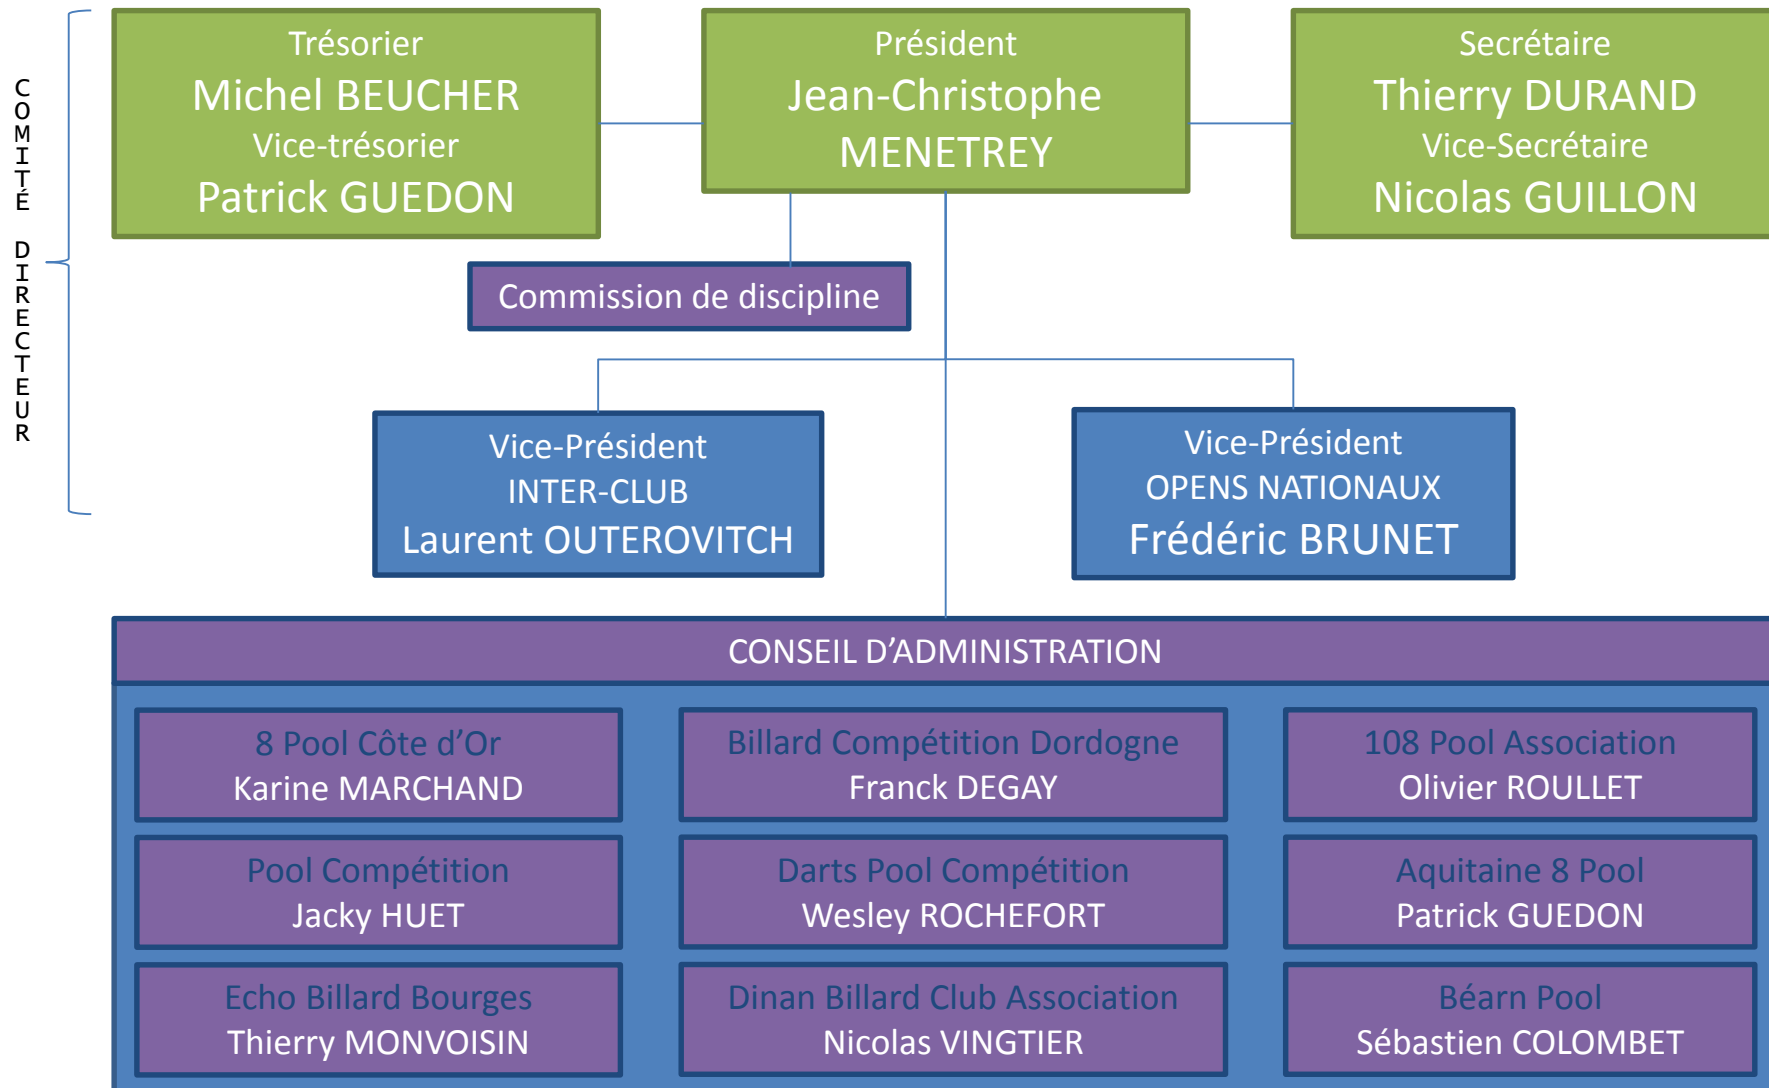 COMITÉ DIRECTEUR
Trésorier
Michel BEUCHER
Vice-trésorier
Patrick GUEDON
Président
Jean-Christophe
MENETREY
Secrétaire
Thierry DURAND
Vice-Secrétaire
Nicolas GUILLON
Commission de discipline
Vice-Président
INTER-CLUB
Laurent OUTEROVITCH
Vice-Président
OPENS NATIONAUX
Frédéric BRUNET
CONSEIL D’ADMINISTRATION
8 Pool Côte d’Or
Karine MARCHAND
Billard Compétition Dordogne
Franck DEGAY
108 Pool Association
Olivier ROULLET
Pool Compétition
Jacky HUET
Darts Pool Compétition
Wesley ROCHEFORT
Aquitaine 8 Pool
Patrick GUEDON
Echo Billard Bourges
Thierry MONVOISIN
Dinan Billard Club Association
Nicolas VINGTIER
Béarn Pool
Sébastien COLOMBET